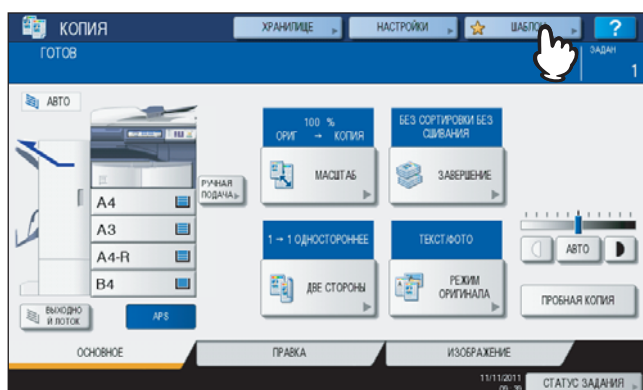 КОПИЯ
ХРАНИЛИЩЕ
НАСТРОЙКИ
ШАБЛОН
?
ГОТОВ
ЗАДАН
1
АВТО
100 %
ОРИГ → КОПИЯ
БЕЗ СОРТИРОВКИ БЕЗ
СШИВАНИЯ
МАСШТАБ
ЗАВЕРШЕНИЕ
РУЧНАЯ
ПОДАЧА
A4
A3
A4-R
B4
1 → 1 ОДНОСТОРОННЕЕ
ТЕКСТ/ФОТО
ДВЕ СТОРОНЫ
РЕЖИМ
ОРИГИНАЛА
АВТО
ПРОБНАЯ КОПИЯ
ВЫХОДНО
Й ЛОТОК
APS
ОСНОВНОЕ
ПРАВКА
ИЗОБРАЖЕНИЕ
11/11/2011
СТАТУС ЗАДАНИЯ